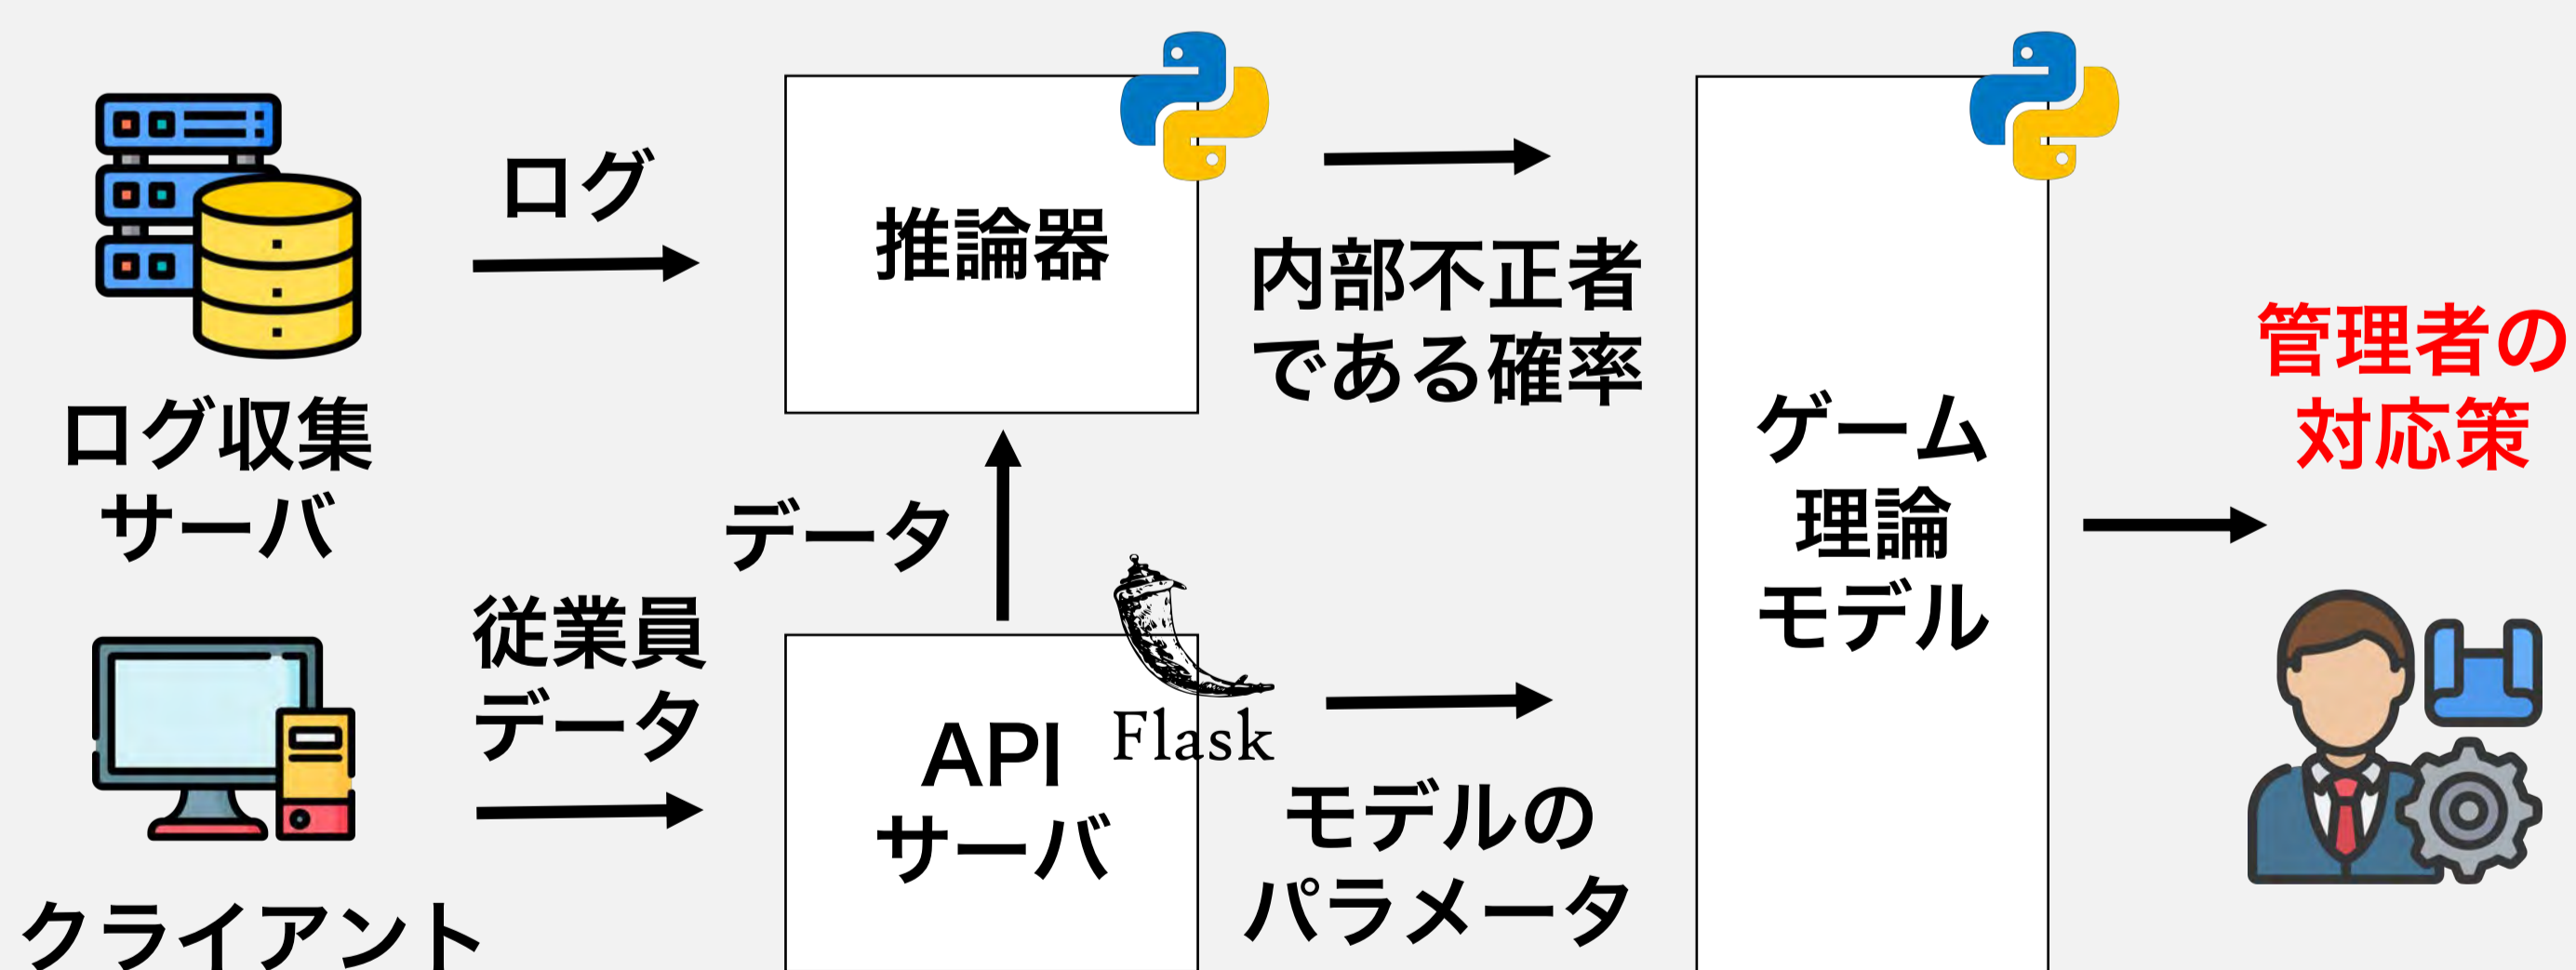 ログ
ログ収集
サーバ
推論器
内部不正者
である確率
データ
従業員
データ
クライアント
API
サーバ
Flask
モデルの
パラメータ
ゲーム
理論
モデル
管理者の
対応策